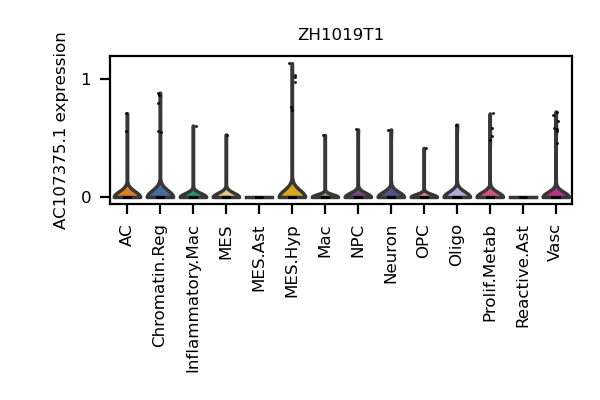 ZH1019T1
AC107375.1 expression
1
0
AC
Chromatin.Reg
Inflammatory.Mac
MES
MES.Ast
MES.Hyp
Mac
NPC
Neuron
OPC
Oligo
Prolif.Metab
Reactive.Ast
Vasc